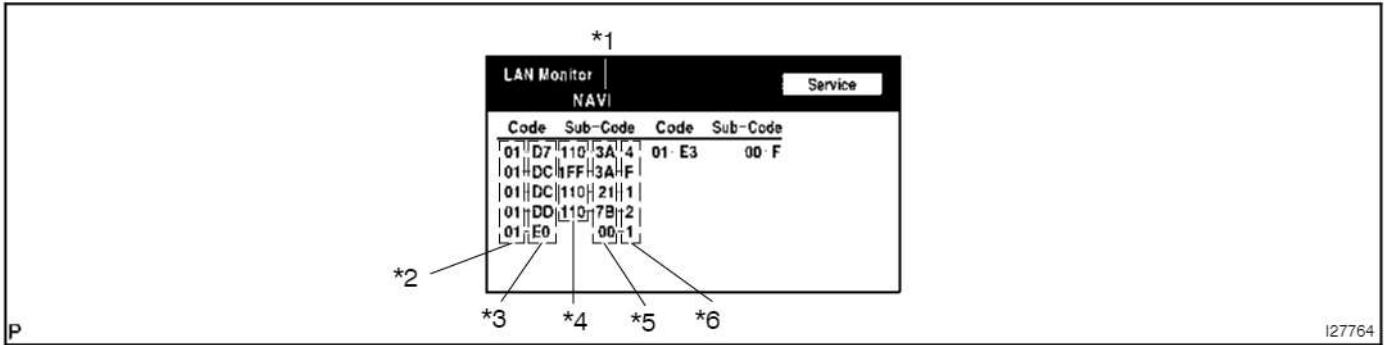 *1
LAN Monitor
Service
NAVI
Code Sub-Code Code Sub-Code
01 D7 110 3A 4 01 E3 00 F
01 DC 1FF 3A F
01 DC 110 21 1
01 DD 110 7B 2
01 E0 00 1
*2
*3 *4 *5 *6
P I27764